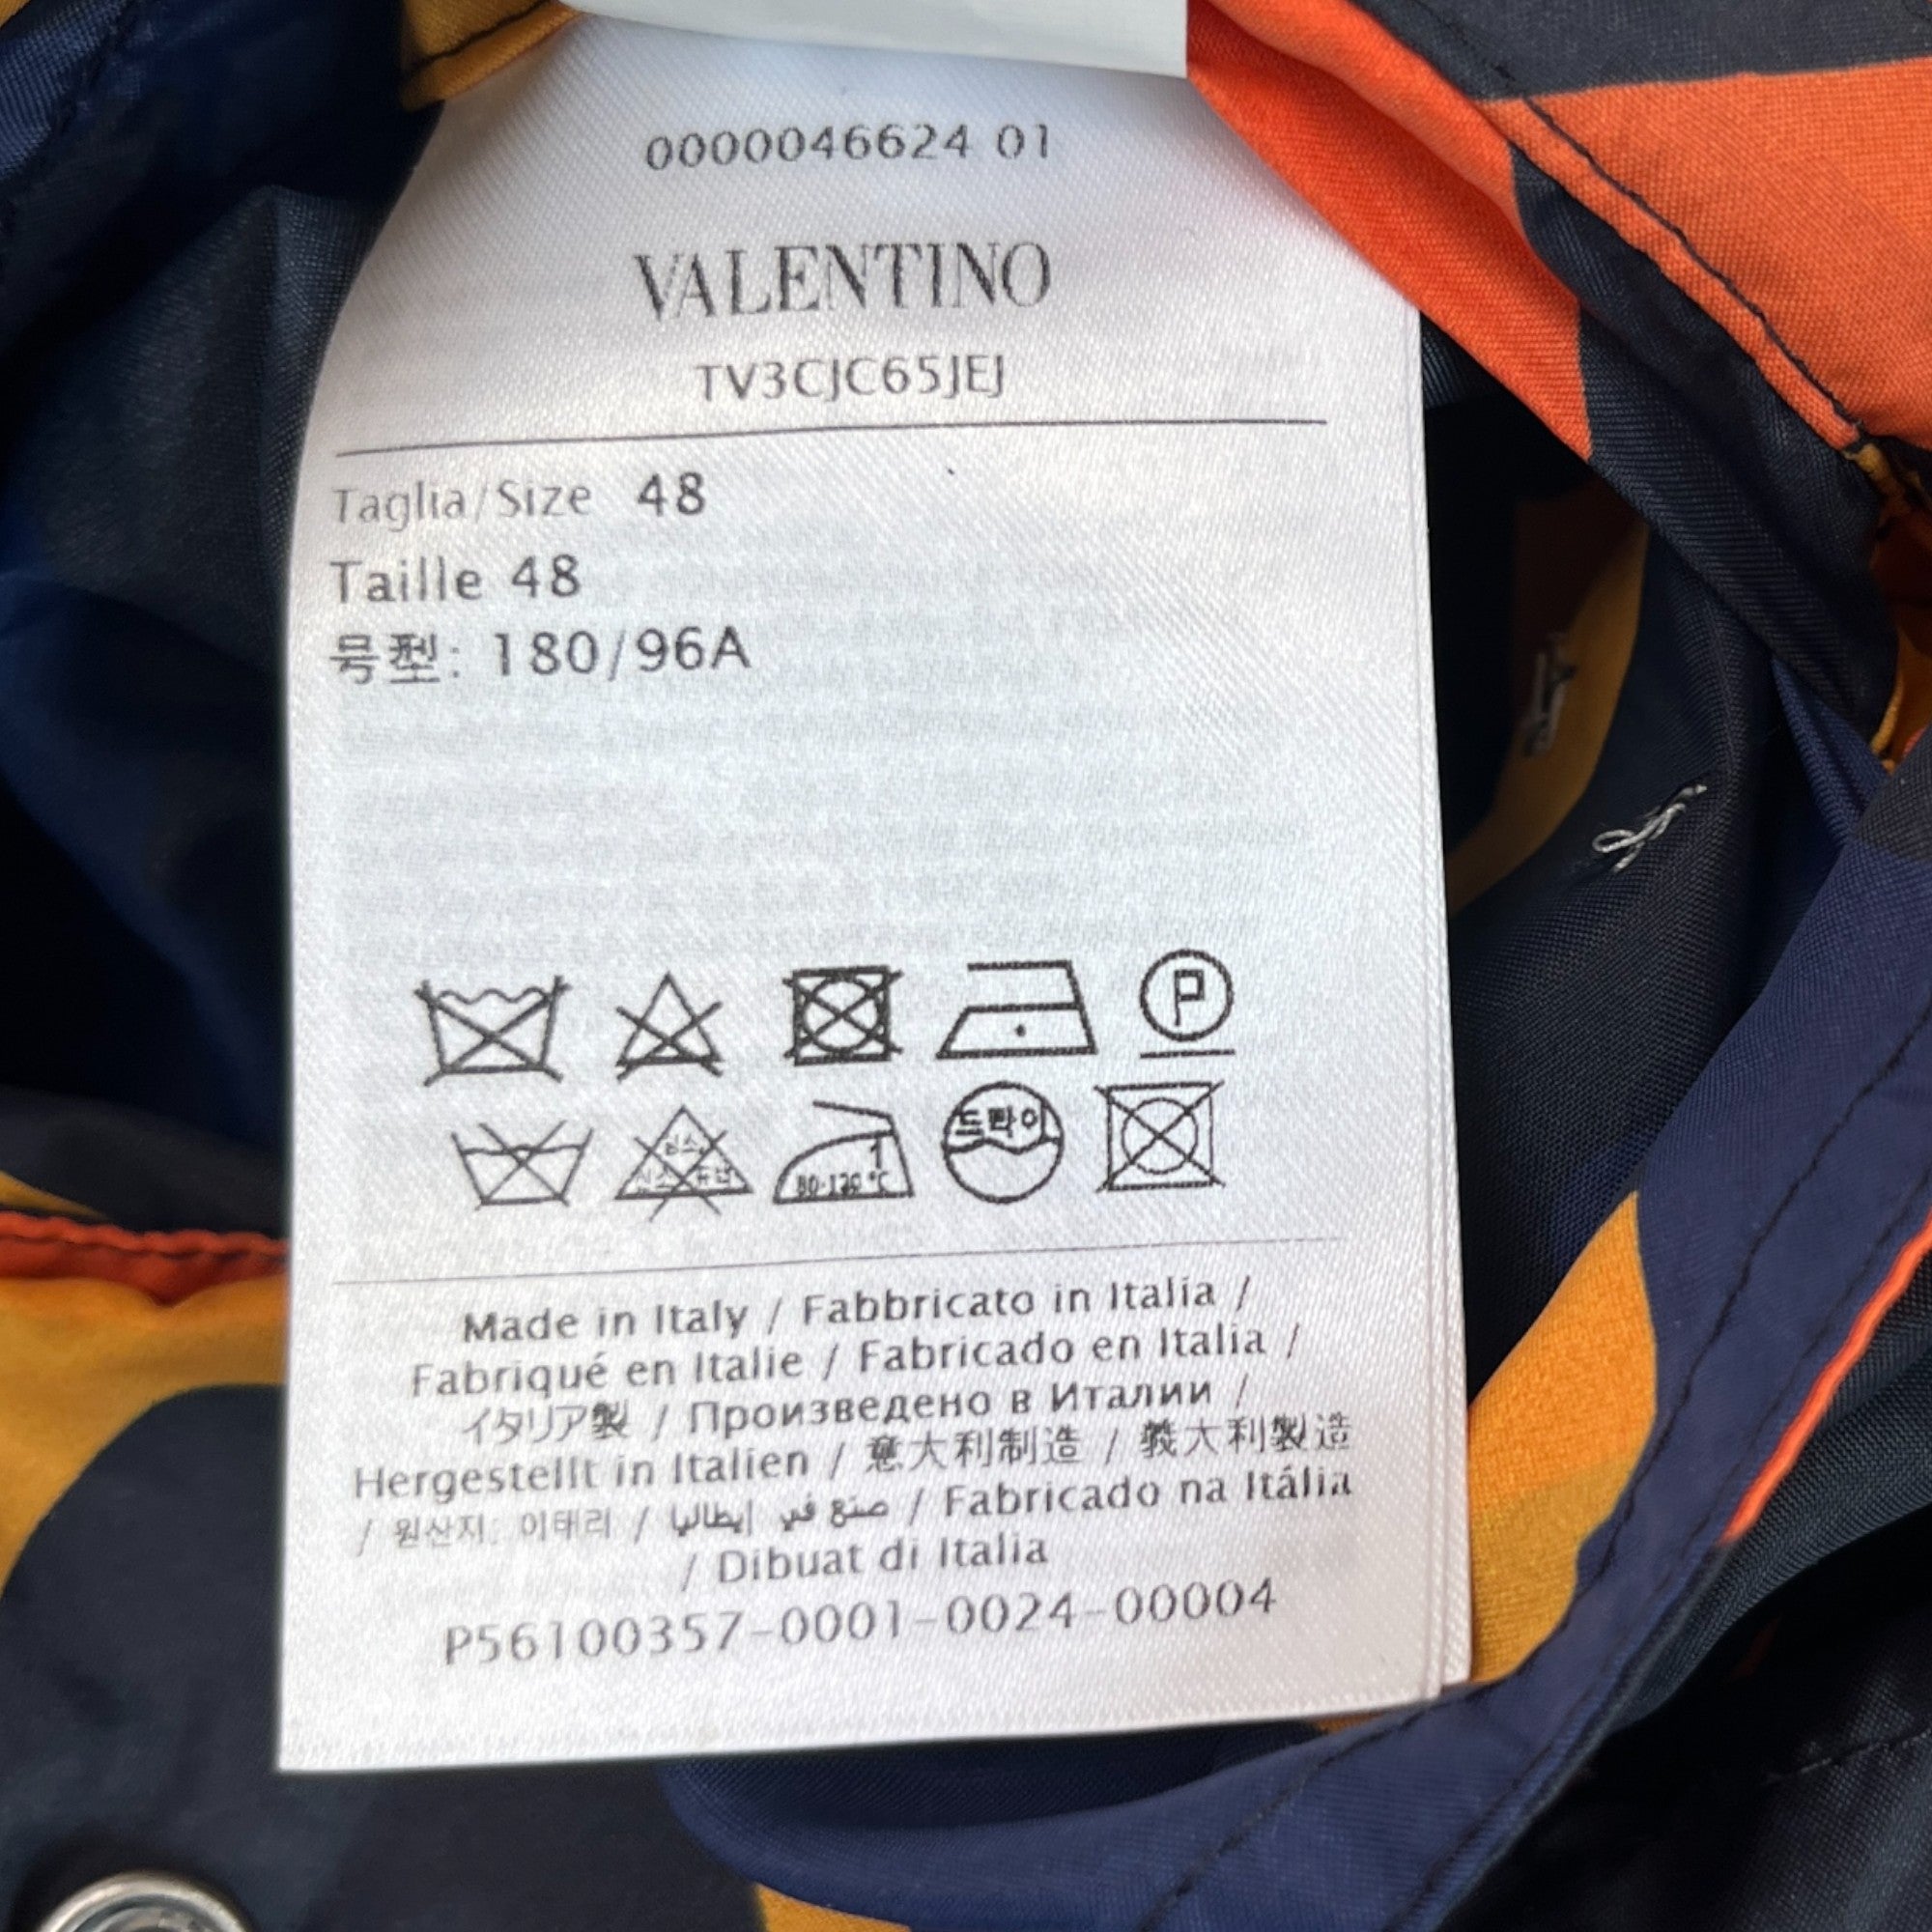 0000046624 01
VALENTINO
TV3CJC65JEJ
Taglia/Size 48
Taille 48
号型: 180/96A
P
드라이
1
80-120°C
Made in Italy / Fabbricato in Italia /
Fabriqué en Italie / Fabricado en Italia /
イタリア製 / Произведено в Италии /
Hergestellt in Italien / 意大利制造 / 義大利製造
/ 원산지: 이태리 / صنع في إيطاليا / Fabricado na Itália
/ Dibuat di Italia
P56100357-0001-0024-00004